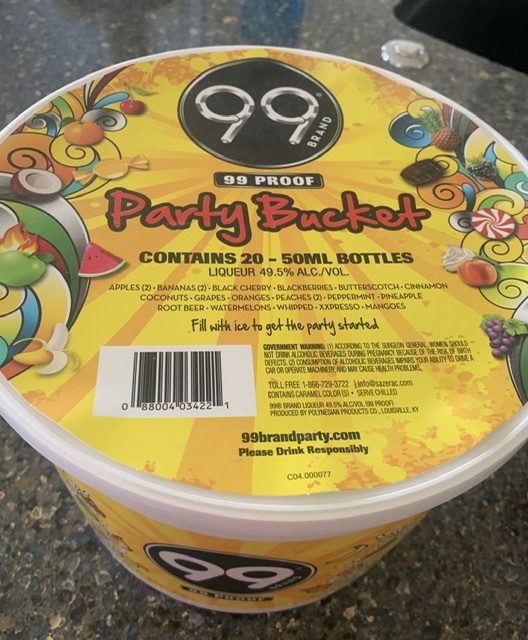 99
BRAND
99 PROOF
Party Bucket
CONTAINS 20 - 50ML BOTTLES
LIQUEUR 49.5% ALC./VOL.
APPLES (2) • BANANAS (2) • BLACK CHERRY • BLACKBERRIES • BUTTERSCOTCH • CINNAMON
COCONUTS • GRAPES • ORANGES • PEACHES (2) • PEPPERMINT • PINEAPPLE
ROOT BEER • WATERMELONS • WHIPPED • XXPRESSO • MANGOES
Fill with ice to get the party started
GOVERNMENT WARNING: (1) ACCORDING TO THE SURGEON GENERAL, WOMEN SHOULD
NOT DRINK ALCOHOLIC BEVERAGES DURING PREGNANCY BECAUSE OF THE RISK OF BIRTH
DEFECTS. (2) CONSUMPTION OF ALCOHOLIC BEVERAGES IMPAIRS YOUR ABILITY TO DRIVE A
CAR OR OPERATE MACHINERY, AND MAY CAUSE HEALTH PROBLEMS.
TOLL FREE 1-866-729-3722 | info@sazerac.com
CONTAINS CARAMEL COLOR(S) • SERVE CHILLED
99® BRAND LIQUEUR 49.5% ALC/VOL (99 PROOF)
PRODUCED BY POLYNESIAN PRODUCTS CO., LOUISVILLE, KY
0 88004 03422 1
99brandparty.com
Please Drink Responsibly
C04.000077
99
BRAND
99 PROOF